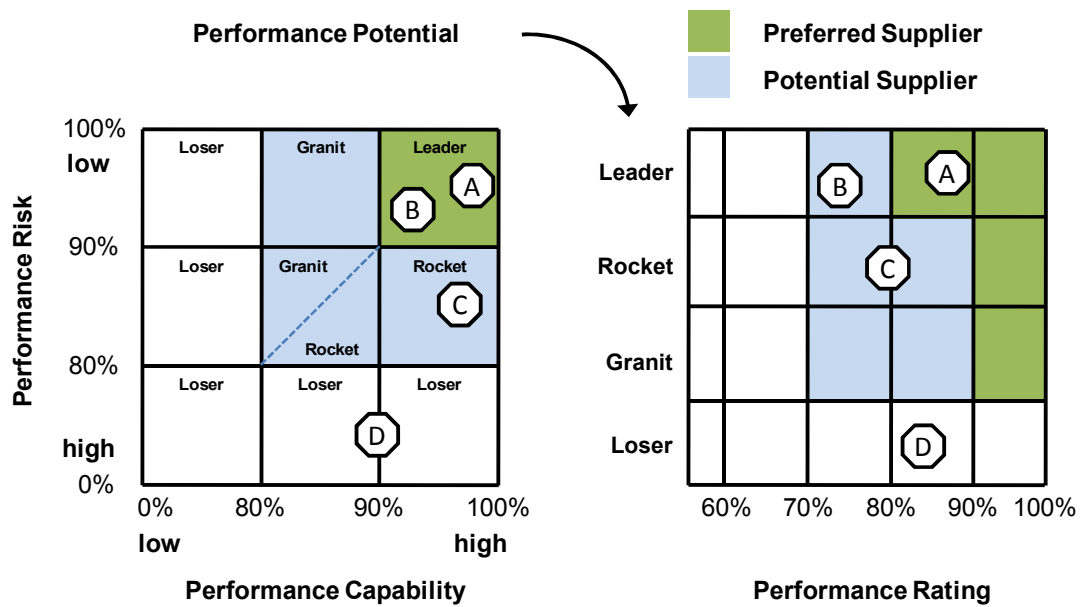 Performance Potential
Preferred Supplier
Potential Supplier
Performance Risk
100%
low
90%
80%
high
0%
Loser
Granit
Leader
A
B
Loser
Granit
Rocket
Rocket
C
Loser
Loser
Loser
D
0%
80%
90%
100%
low
high
Performance Capability
Leader
Rocket
Granit
Loser
B
A
C
D
60%
70%
80%
90%
100%
Performance Rating